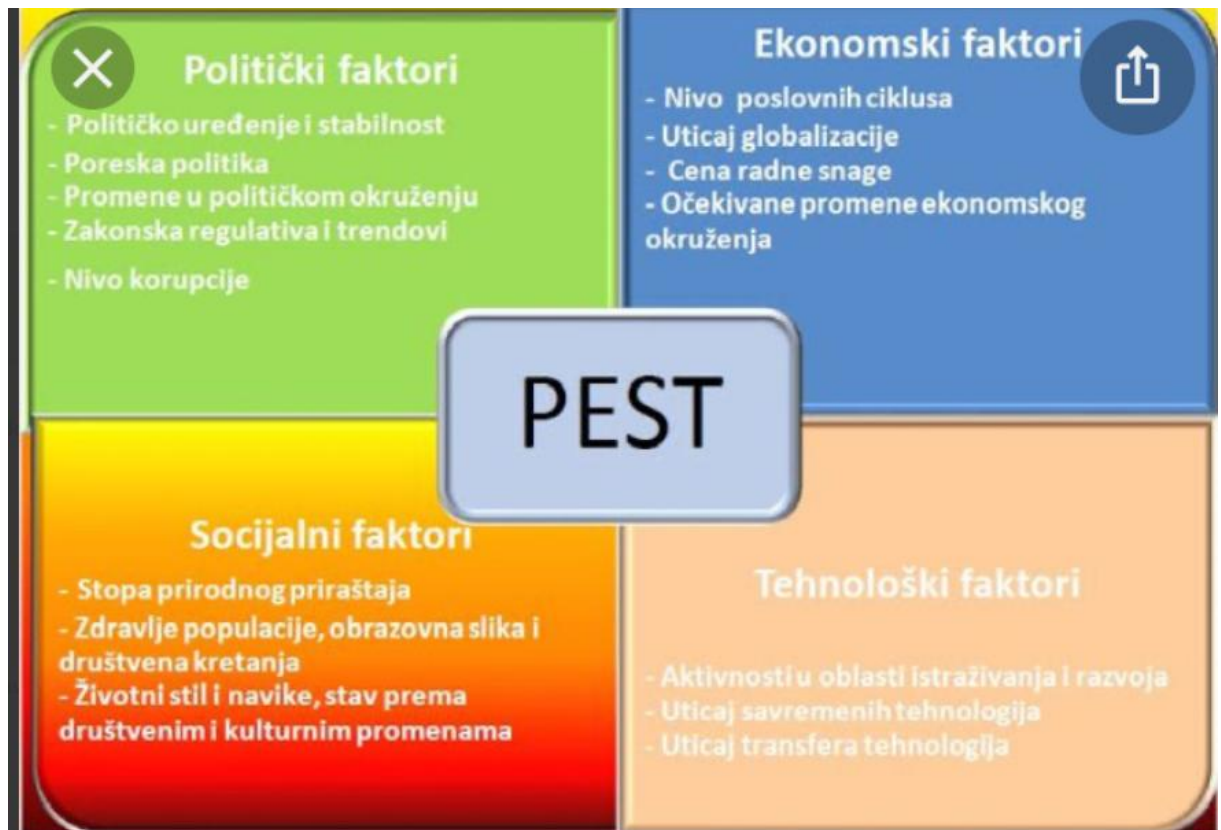 Politički faktori
- Političko uređenje i stabilnost
- Poreska politika
- Promene u političkom okruženju
- Zakonska regulativa i trendovi
- Nivo korupcije
Ekonomski faktori
- Nivo poslovnih ciklusa
- Uticaj globalizacije
- Cena radne snage
- Očekivane promene ekonomskog
okruženja
PEST
Socijalni faktori
- Stopa prirodnog priraštaja
- Zdravlje populacije, obrazovna slika i
društvena kretanja
- Životni stil i navike, stav prema
društvenim i kulturnim promenama
Tehnološki faktori
- Aktivnosti u oblasti istraživanja i razvoja
- Uticaj savremenih tehnologija
- Uticaj transfera tehnologija